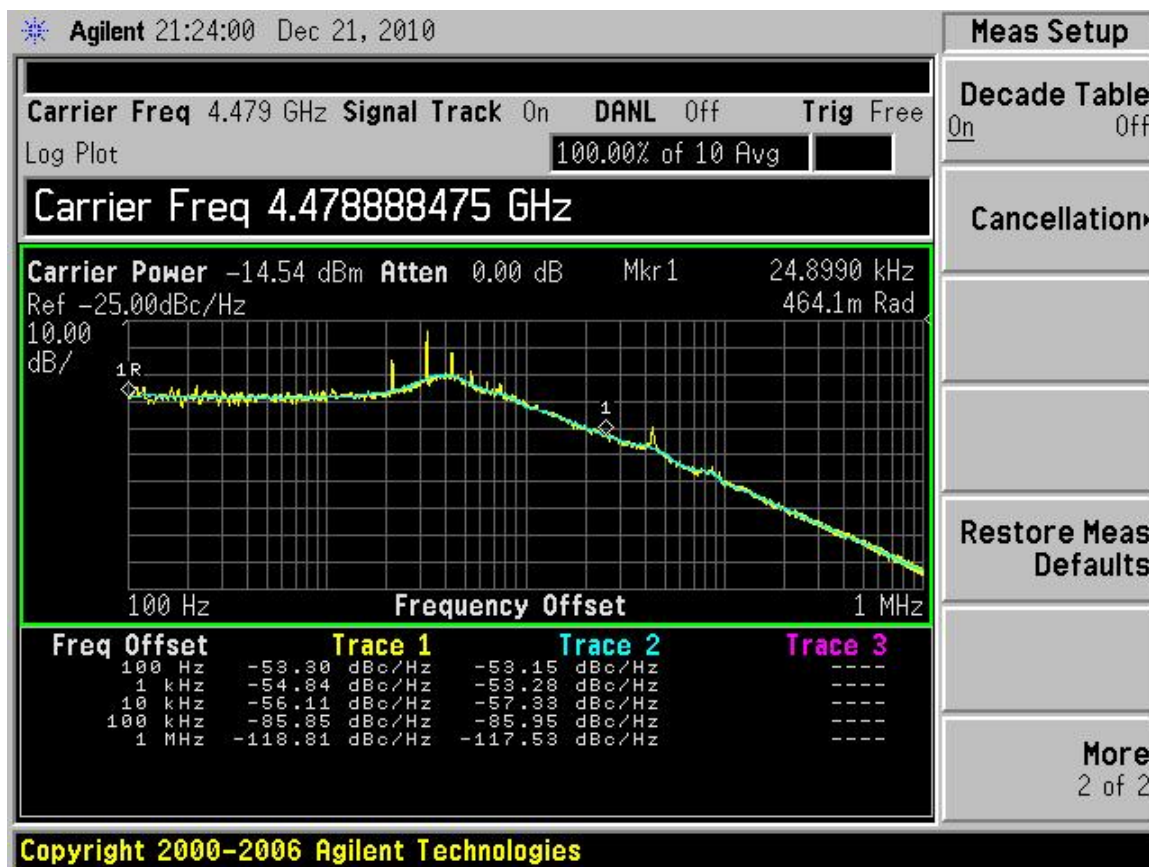 Agilent 21:24:00 Dec 21, 2010
Carrier Freq 4.479 GHz Signal Track On DANL Off Trig Free
Log Plot 100.00% of 10 Avg
Carrier Freq 4.478888475 GHz
Carrier Power -14.54 dBm Atten 0.00 dB Mkr1 24.8990 kHz
Ref -25.00dBc/Hz 464.1m Rad
10.00
dB/
1R
1
100 Hz Frequency Offset 1 MHz
Freq Offset Trace 1 Trace 2 Trace 3
100 Hz -53.30 dBc/Hz -53.15 dBc/Hz ----
1 kHz -54.84 dBc/Hz -53.28 dBc/Hz ----
10 kHz -56.11 dBc/Hz -57.33 dBc/Hz ----
100 kHz -85.85 dBc/Hz -85.95 dBc/Hz ----
1 MHz -118.81 dBc/Hz -117.53 dBc/Hz ----
Copyright 2000-2006 Agilent Technologies
Meas Setup
Decade Table
On Off
Cancellation
Restore Meas
Defaults
More
2 of 2